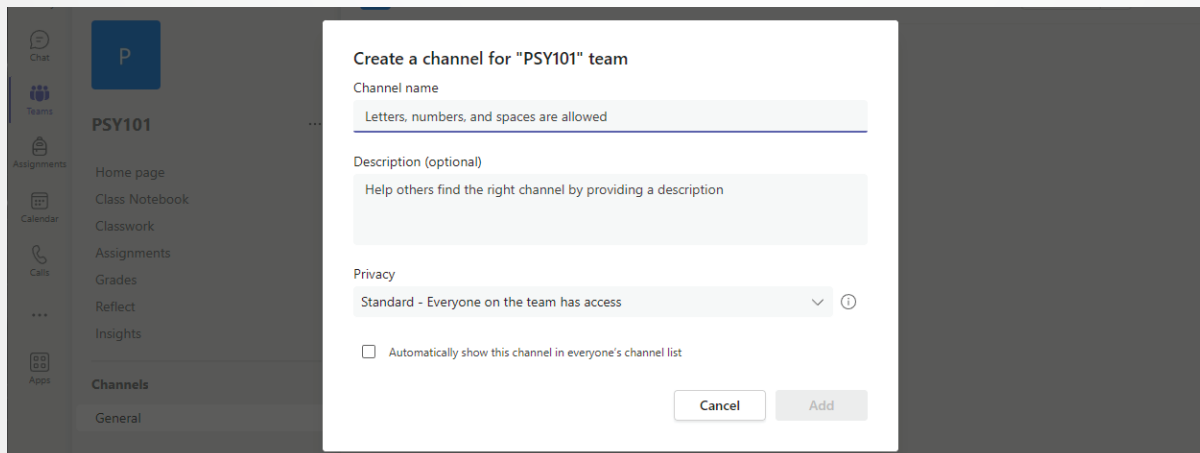 Chat
Teams
Assignments
Calendar
Calls
Apps
P
PSY101
Home page
Class Notebook
Classwork
Assignments
Grades
Reflect
Insights
Channels
General
Create a channel for "PSY101" team
Channel name
Letters, numbers, and spaces are allowed
Description (optional)
Help others find the right channel by providing a description
Privacy
Standard - Everyone on the team has access
Automatically show this channel in everyone's channel list
Cancel
Add